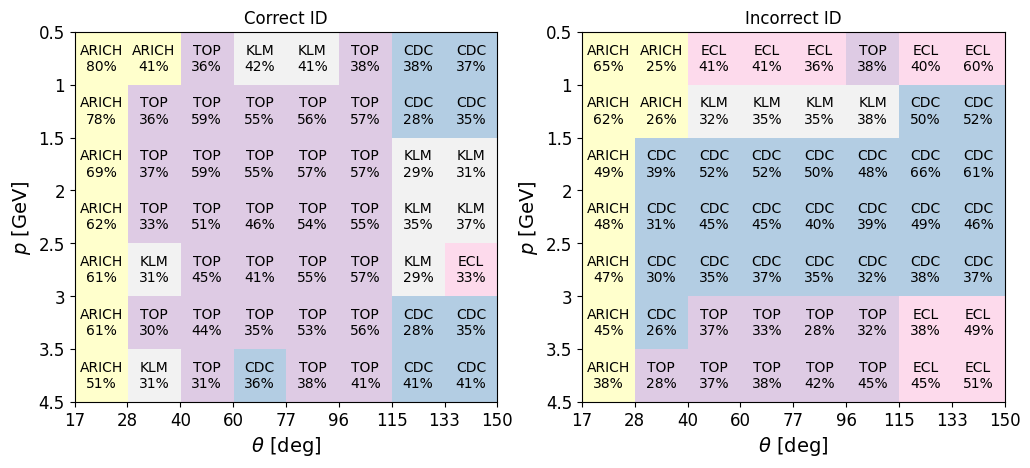 Correct ID
Incorrect ID
0.5
1
1.5
2
2.5
3
3.5
4.5
p [GeV]
ARICH ARICH TOP KLM KLM TOP CDC CDC
80% 41% 36% 42% 41% 38% 38% 37%
ARICH TOP TOP TOP TOP TOP CDC CDC
78% 36% 59% 55% 56% 57% 28% 35%
ARICH TOP TOP TOP TOP TOP KLM KLM
69% 37% 59% 55% 57% 57% 29% 31%
ARICH TOP TOP TOP TOP TOP KLM KLM
62% 33% 51% 46% 54% 55% 35% 37%
ARICH KLM TOP TOP TOP TOP KLM ECL
61% 31% 45% 41% 55% 57% 29% 33%
ARICH TOP TOP TOP TOP TOP CDC CDC
61% 30% 44% 35% 53% 56% 28% 35%
ARICH KLM TOP CDC TOP TOP CDC CDC
51% 31% 31% 36% 38% 41% 41% 41%
17 28 40 60 77 96 115 133 150
θ [deg]
0.5
1
1.5
2
2.5
3
3.5
4.5
p [GeV]
ARICH ARICH ECL ECL ECL TOP ECL ECL
65% 25% 41% 41% 36% 38% 40% 60%
ARICH ARICH KLM KLM KLM KLM CDC CDC
62% 26% 32% 35% 35% 38% 50% 52%
ARICH CDC CDC CDC CDC CDC CDC CDC
49% 39% 52% 52% 50% 48% 66% 61%
ARICH CDC CDC CDC CDC CDC CDC CDC
48% 31% 45% 45% 40% 39% 49% 46%
ARICH CDC CDC CDC CDC CDC CDC CDC
47% 30% 35% 37% 35% 32% 38% 37%
ARICH CDC TOP TOP TOP TOP ECL ECL
45% 26% 37% 33% 28% 32% 38% 49%
ARICH TOP TOP TOP TOP TOP ECL ECL
38% 28% 37% 38% 42% 45% 45% 51%
17 28 40 60 77 96 115 133 150
θ [deg]